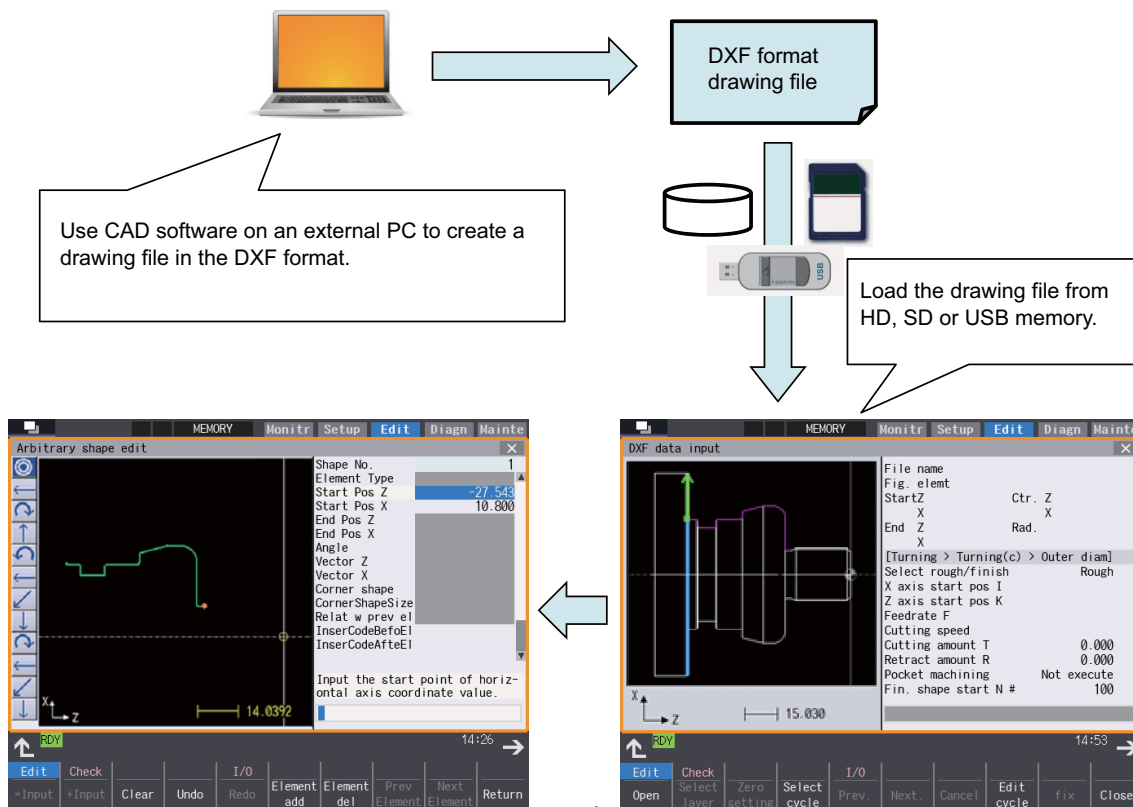 DXF format
drawing file
Use CAD software on an external PC to create a
drawing file in the DXF format.
USB
Load the drawing file from
HD, SD or USB memory.
MEMORY Monitr Setup Edit Diagn Mainte
Arbitrary shape edit
Shape No. 1
Element Type
Start Pos Z -27.543
Start Pos X 10.800
End Pos Z
End Pos X
Angle
Vector Z
Vector X
Corner shape
CornerShapeSize
Relat w prev el
InserCodeBefoEl
InserCodeAfteEl
Input the start point of horiz-
ontal axis coordinate value.
X
Z
14.0392
RDY
14:26
Edit Check I/O
=Input +Input Clear Undo Redo Element add Element del Prev Element Next Element Return
MEMORY Monitr Setup Edit Diagn Mainte
DXF data input
File name
Fig. elemt
StartZ Ctr. Z
X X
End Z Rad.
X
[Turning > Turning(c) > Outer diam]
Select rough/finish Rough
X axis start pos I
Z axis start pos K
Feedrate F
Cutting speed
Cutting amount T 0.000
Retract amount R 0.000
Pocket machining Not execute
Fin. shape start N # 100
X
Z
15.030
RDY
14:53
Edit Check I/O
Open Select layer Zero setting Select cycle Prev. Next. Cancel Edit cycle fix Close